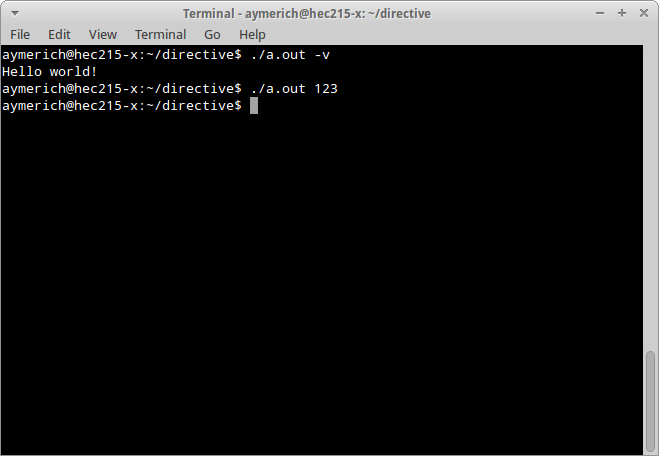 Terminal - aymerich@hec215-x: ~/directive
File Edit View Terminal Go Help
aymerich@hec215-x:~/directive$ ./a.out -v
Hello world!
aymerich@hec215-x:~/directive$ ./a.out 123
aymerich@hec215-x:~/directive$